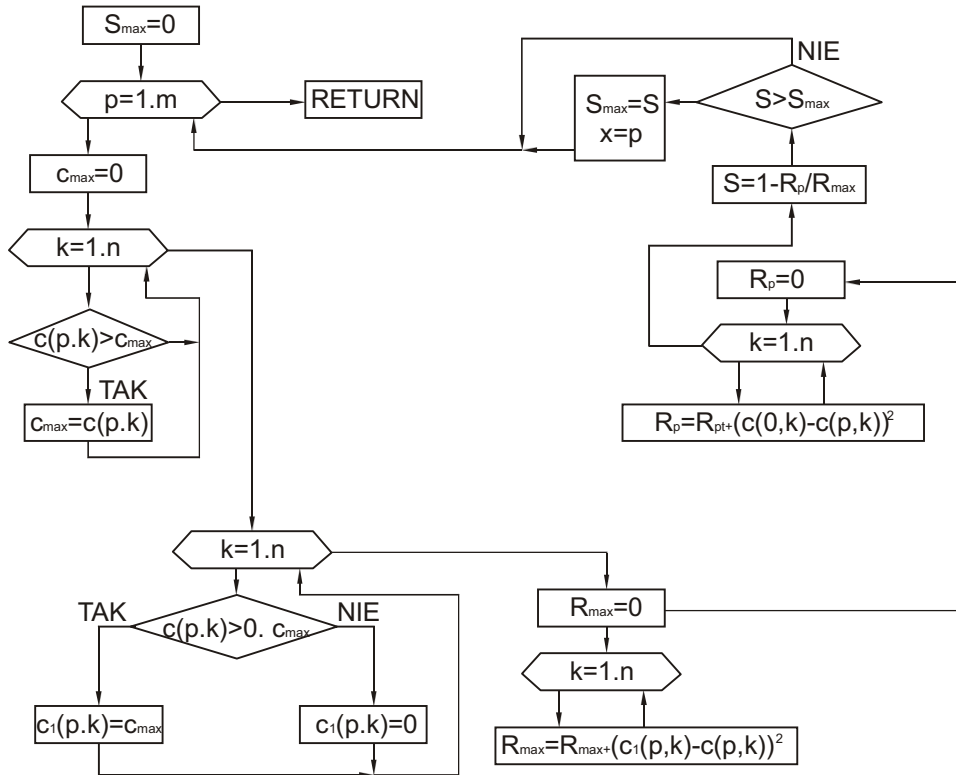 Smax=0
p=1.m
RETURN
cmax=0
k=1.n
c(p.k)>cmax
TAK
cmax=c(p.k)
k=1.n
TAK
c(p.k)>0. cmax
NIE
c₁(p.k)=cmax
c₁(p.k)=0
Rmax=0
k=1.n
Rmax=Rmax+(c₁(p,k)-c(p,k))²
Rp=0
k=1.n
Rp=Rpt+(c(0,k)-c(p,k))²
S=1-Rp/Rmax
S>Smax
NIE
Smax=S
x=p